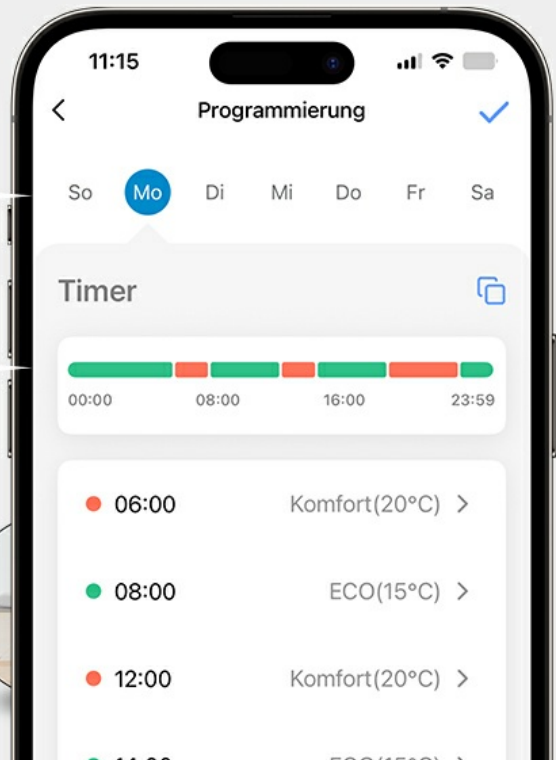 11:15
Programmierung
So Mo Di Mi Do Fr Sa
Timer
00:00 08:00 16:00 23:59
06:00 Komfort(20°C)
08:00 ECO(15°C)
12:00 Komfort(20°C)